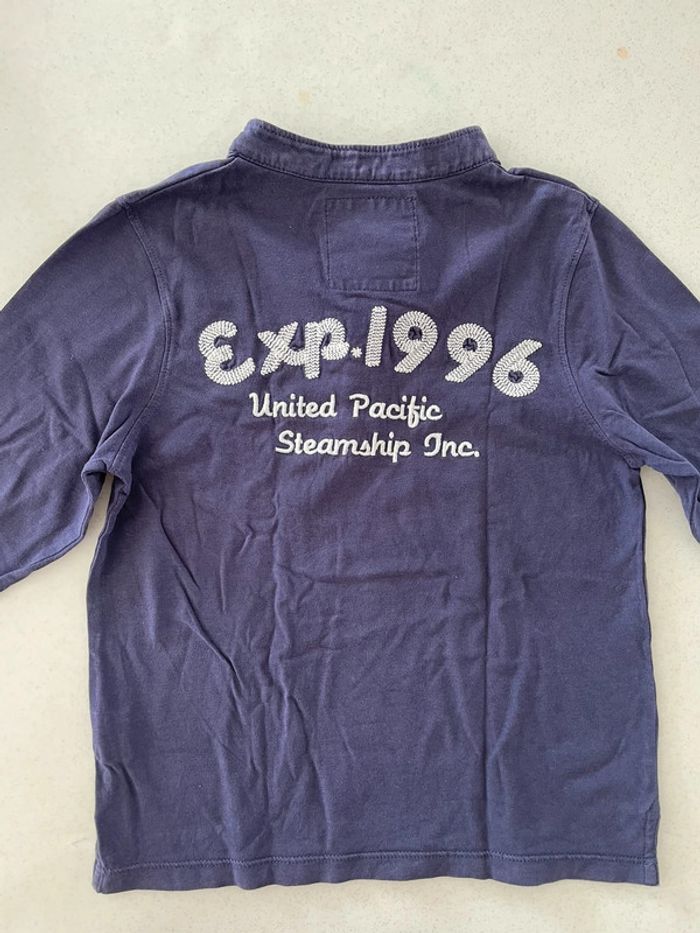 Exp.1996
United Pacific
Steamship Inc.